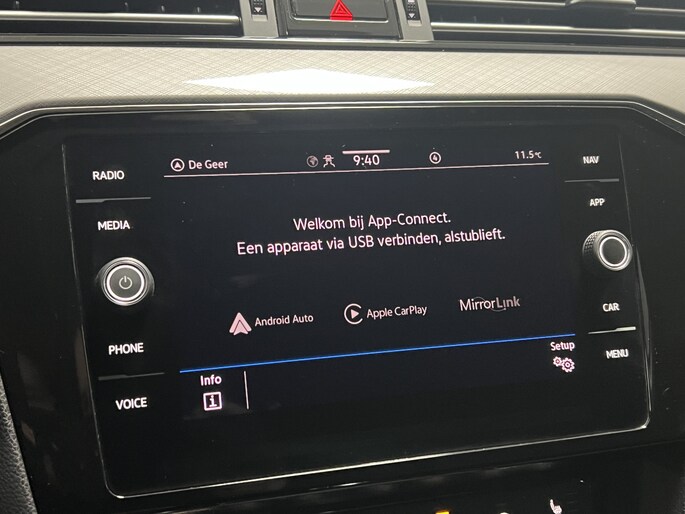 De Geer
9:40
4
11.5°C
RADIO
NAV
MEDIA
APP
Welkom bij App-Connect.
Een apparaat via USB verbinden, alstublieft.
Android Auto
Apple CarPlay
MirrorLink
CAR
PHONE
Setup
MENU
Info
VOICE